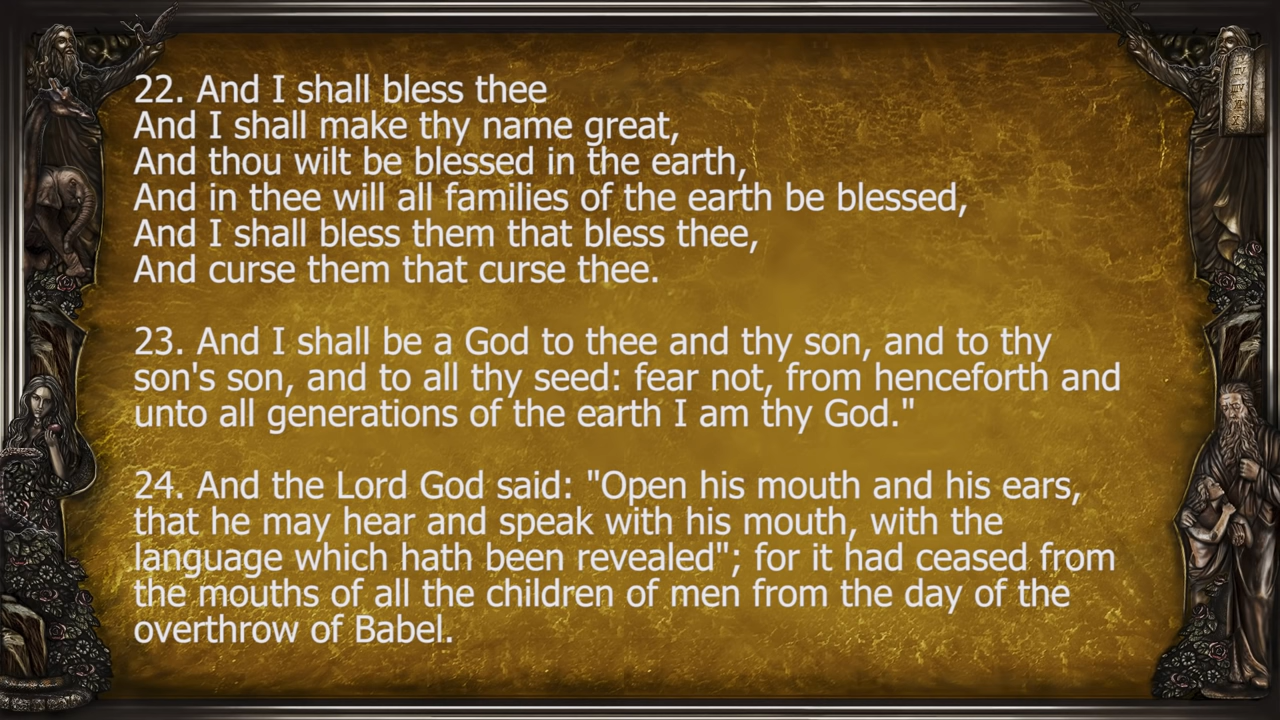 22. And I shall bless thee
And I shall make thy name great,
And thou wilt be blessed in the earth,
And in thee will all families of the earth be blessed,
And I shall bless them that bless thee,
And curse them that curse thee.
23. And I shall be a God to thee and thy son, and to thy
son's son, and to all thy seed: fear not, from henceforth and
unto all generations of the earth I am thy God."
24. And the Lord God said: "Open his mouth and his ears,
that he may hear and speak with his mouth, with the
language which hath been revealed"; for it had ceased from
the mouths of all the children of men from the day of the
overthrow of Babel.